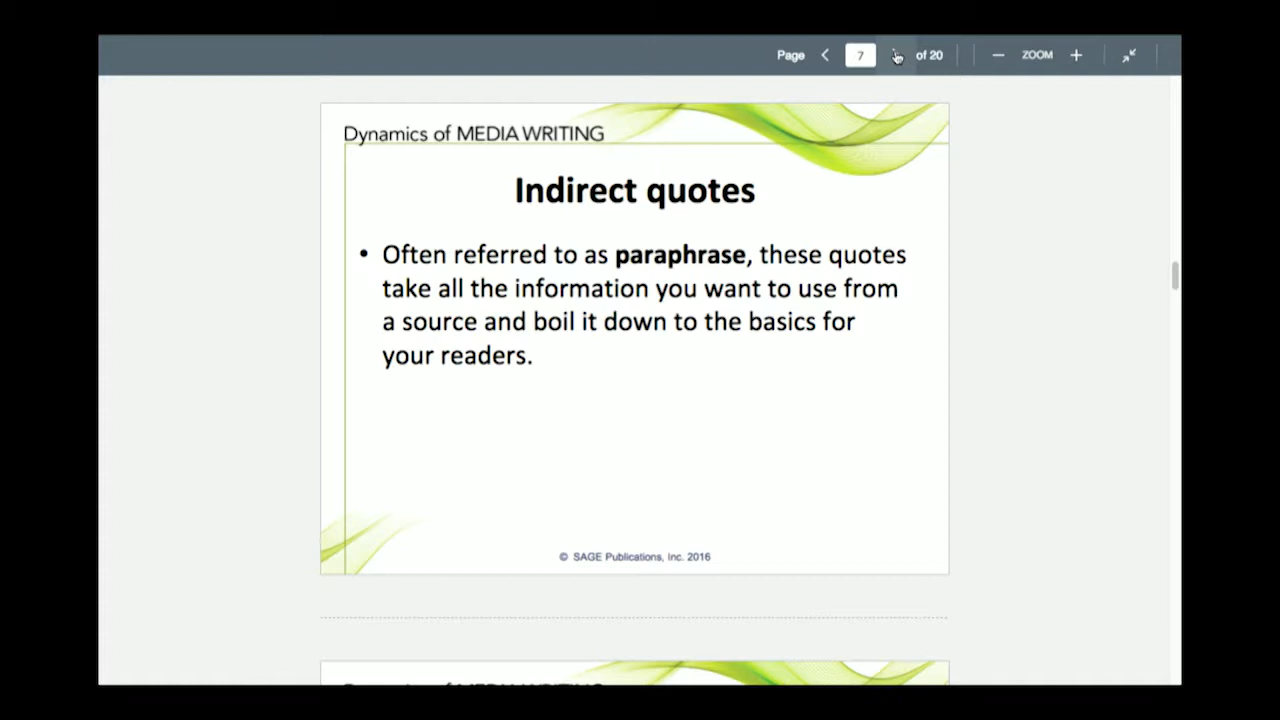 Page 7 of 20 ZOOM
Dynamics of MEDIA WRITING
Indirect quotes
• Often referred to as paraphrase, these quotes
take all the information you want to use from
a source and boil it down to the basics for
your readers.
© SAGE Publications, Inc. 2016